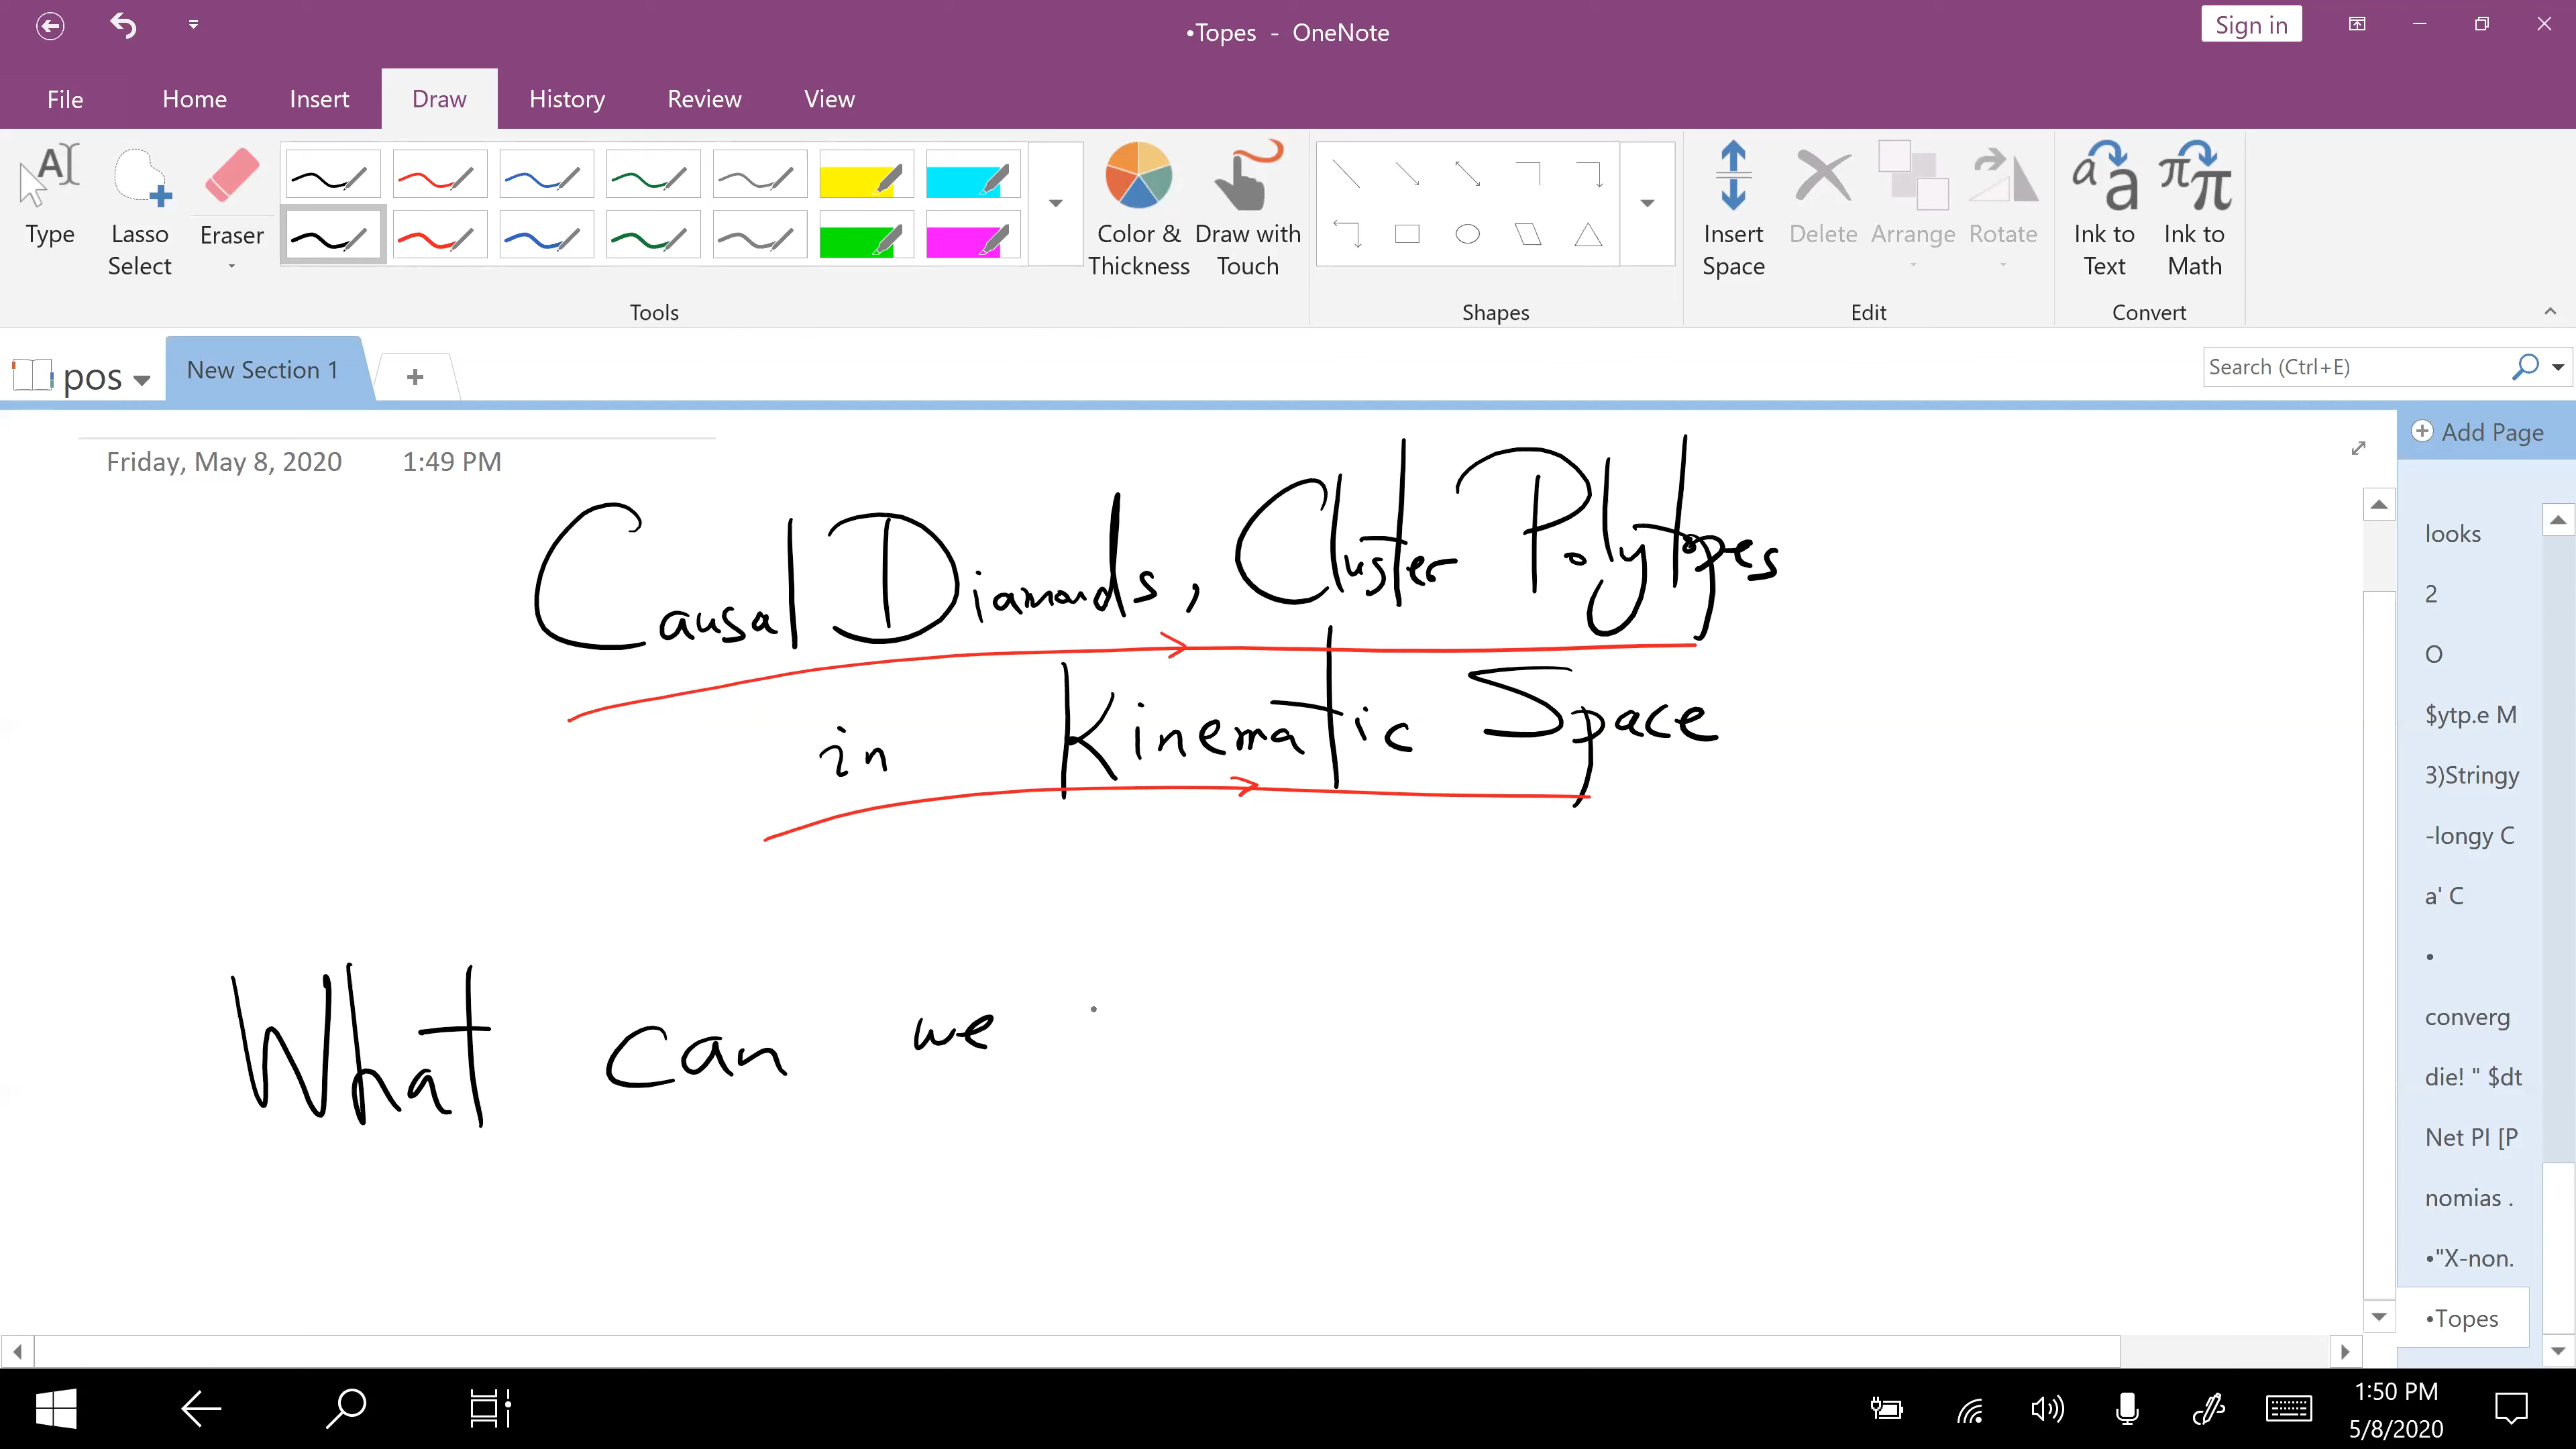 •Topes - OneNote
Sign in
File Home Insert Draw History Review View
Type
Lasso Select
Eraser
Color & Thickness
Draw with Touch
Insert Space
Delete
Arrange
Rotate
Ink to Text
Ink to Math
Tools
Shapes
Edit
Convert
pos
New Section 1
+
Search (Ctrl+E)
Friday, May 8, 2020 1:49 PM
Causal Diamonds, Cluster Polytopes
in Kinematic Space
What can we
Add Page
looks
2
O
$ytp.e M
3)Stringy
-longy C
a' C
•
converg
die! " $dt
Net PI [P
nomias .
•"X-non.
•Topes
1:50 PM
5/8/2020